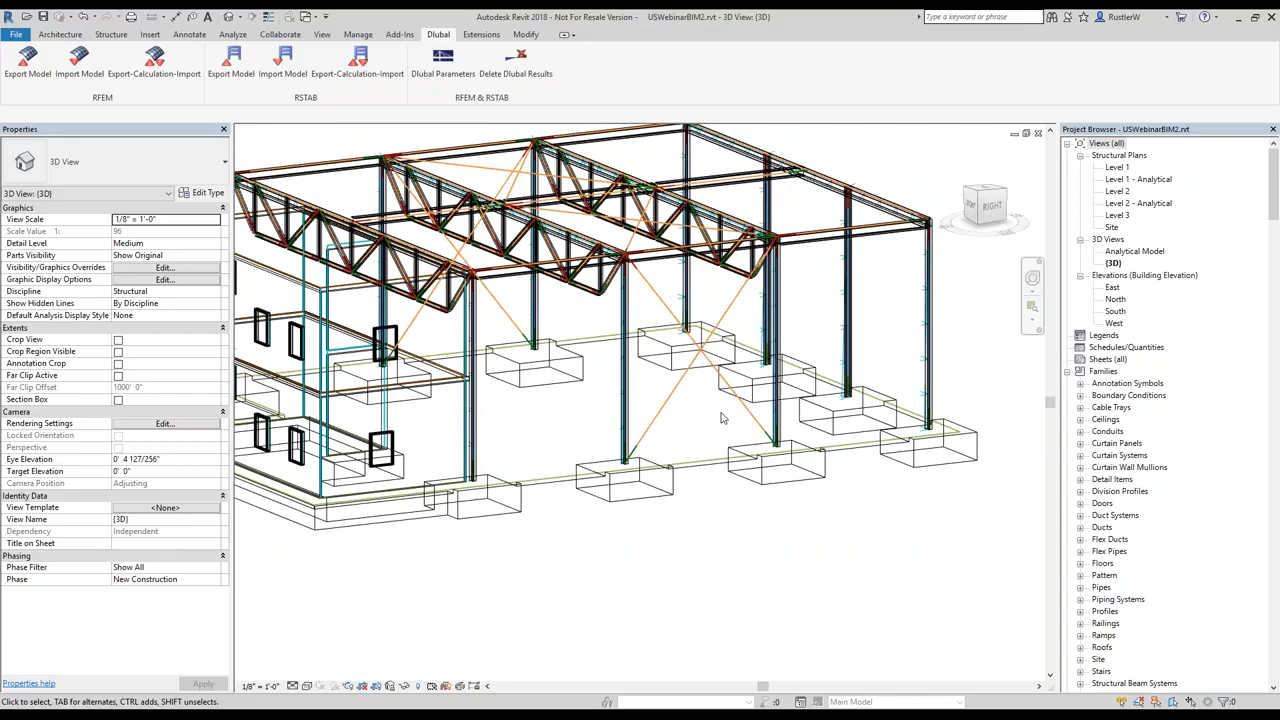 Autodesk Revit 2018 - Not For Resale Version - USWebinarBIM2.rvt - 3D View: {3D}
Type a keyword or phrase
RustlerW
File Architecture Structure Insert Annotate Analyze Collaborate View Manage Add-Ins Dlubal Extensions Modify
Export Model Import Model Export-Calculation-Import Export Model Import Model Export-Calculation-Import Dlubal Parameters Delete Dlubal Results
RFEM RSTAB RFEM & RSTAB
Properties
3D View
3D View: {3D} Edit Type
Graphics
View Scale 1/8" = 1'-0"
Scale Value 1: 96
Detail Level Medium
Parts Visibility Show Original
Visibility/Graphics Overrides Edit...
Graphic Display Options Edit...
Discipline Structural
Show Hidden Lines By Discipline
Default Analysis Display Style None
Extents
Crop View
Crop Region Visible
Annotation Crop
Far Clip Active
Far Clip Offset 1000' 0"
Section Box
Camera
Rendering Settings Edit...
Locked Orientation
Perspective
Eye Elevation 0' 4 127/256"
Target Elevation 0' 0"
Camera Position Adjusting
Identity Data
View Template <None>
View Name {3D}
Dependency Independent
Title on Sheet
Phasing
Phase Filter Show All
Phase New Construction
Properties help Apply
RIGHT
Project Browser - USWebinarBIM2.rvt
Views (all)
Structural Plans
Level 1
Level 1 - Analytical
Level 2
Level 2 - Analytical
Level 3
Site
3D Views
Analytical Model
{3D}
Elevations (Building Elevation)
East
North
South
West
Legends
Schedules/Quantities
Sheets (all)
Families
Annotation Symbols
Boundary Conditions
Cable Trays
Ceilings
Conduits
Curtain Panels
Curtain Systems
Curtain Wall Mullions
Detail Items
Division Profiles
Doors
Duct Systems
Ducts
Flex Ducts
Flex Pipes
Floors
Pattern
Pipes
Piping Systems
Profiles
Railings
Ramps
Roofs
Site
Stairs
Structural Beam Systems
1/8" = 1'-0"
Click to select, TAB for alternates, CTRL adds, SHIFT unselects.
:0
Main Model
:0